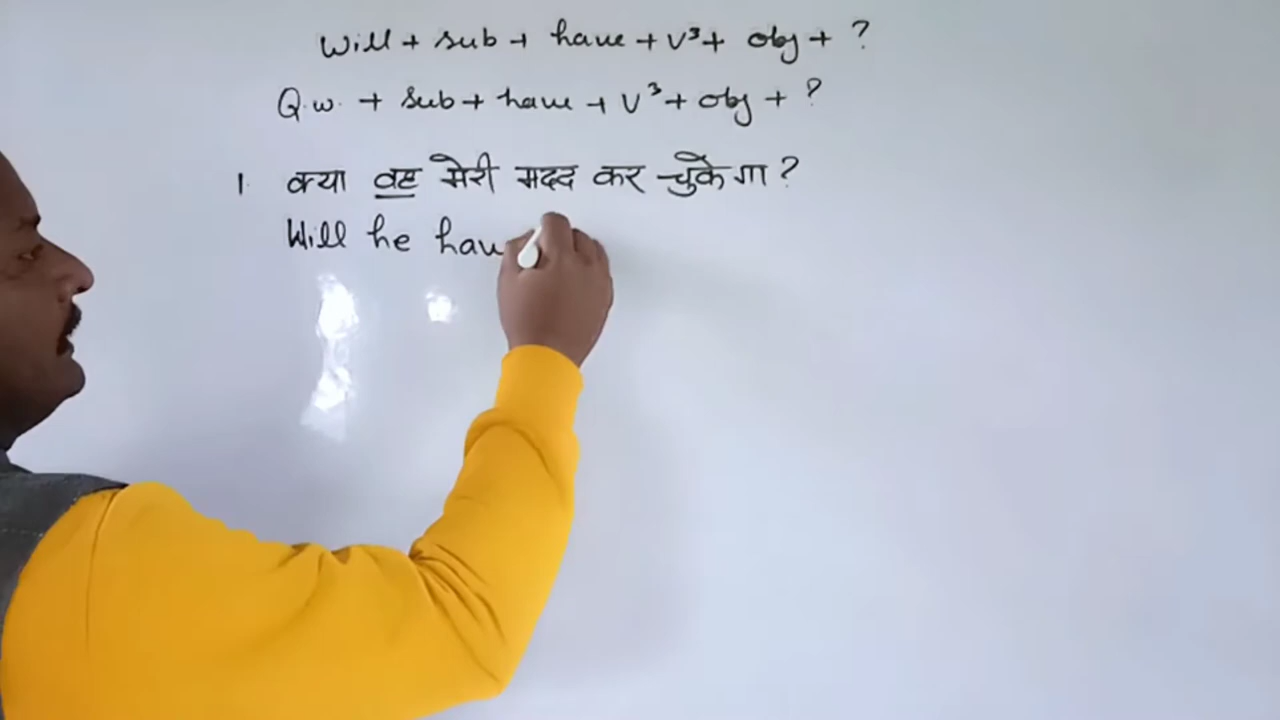 Will + sub + have + V³ + obj + ?
Q.w. + sub + have + V³ + obj + ?
1. क्या वह मेरी मदद कर चुकेगा ?
Will he hav